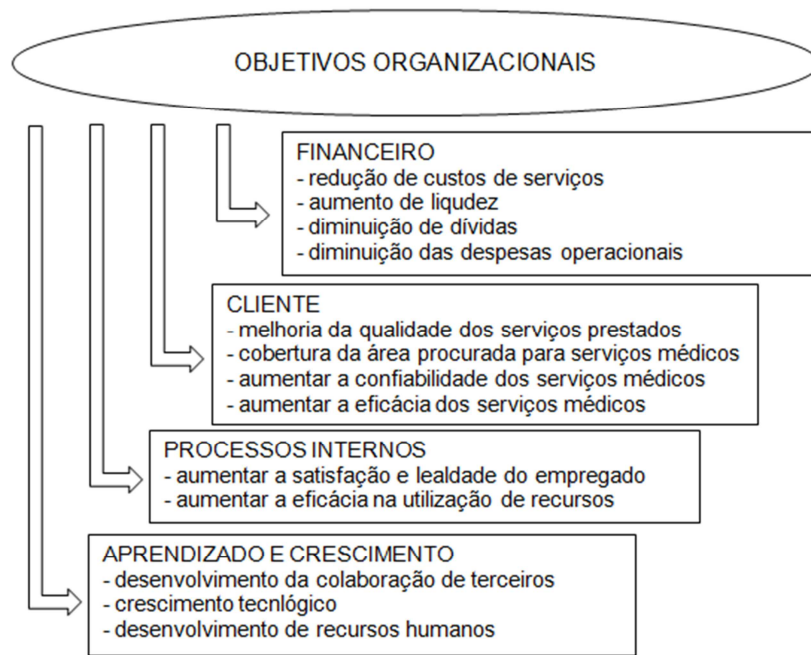 OBJETIVOS ORGANIZACIONAIS
FINANCEIRO
- redução de custos de serviços
- aumento de liqudez
- diminuição de dívidas
- diminuição das despesas operacionais
CLIENTE
- melhoria da qualidade dos serviços prestados
- cobertura da área procurada para serviços médicos
- aumentar a confiabilidade dos serviços médicos
- aumentar a eficácia dos serviços médicos
PROCESSOS INTERNOS
- aumentar a satisfação e lealdade do empregado
- aumentar a eficácia na utilização de recursos
APRENDIZADO E CRESCIMENTO
- desenvolvimento da colaboração de terceiros
- crescimento tecnlógico
- desenvolvimento de recursos humanos